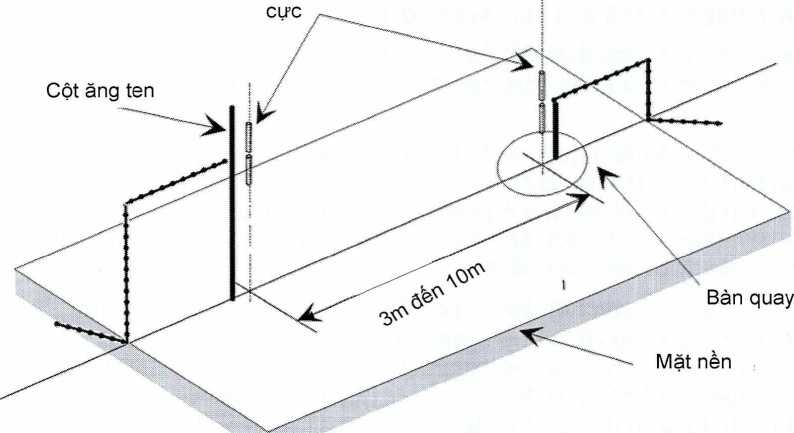 cực
Cột ăng ten
3m đến 10m
Bàn quay
Mặt nền